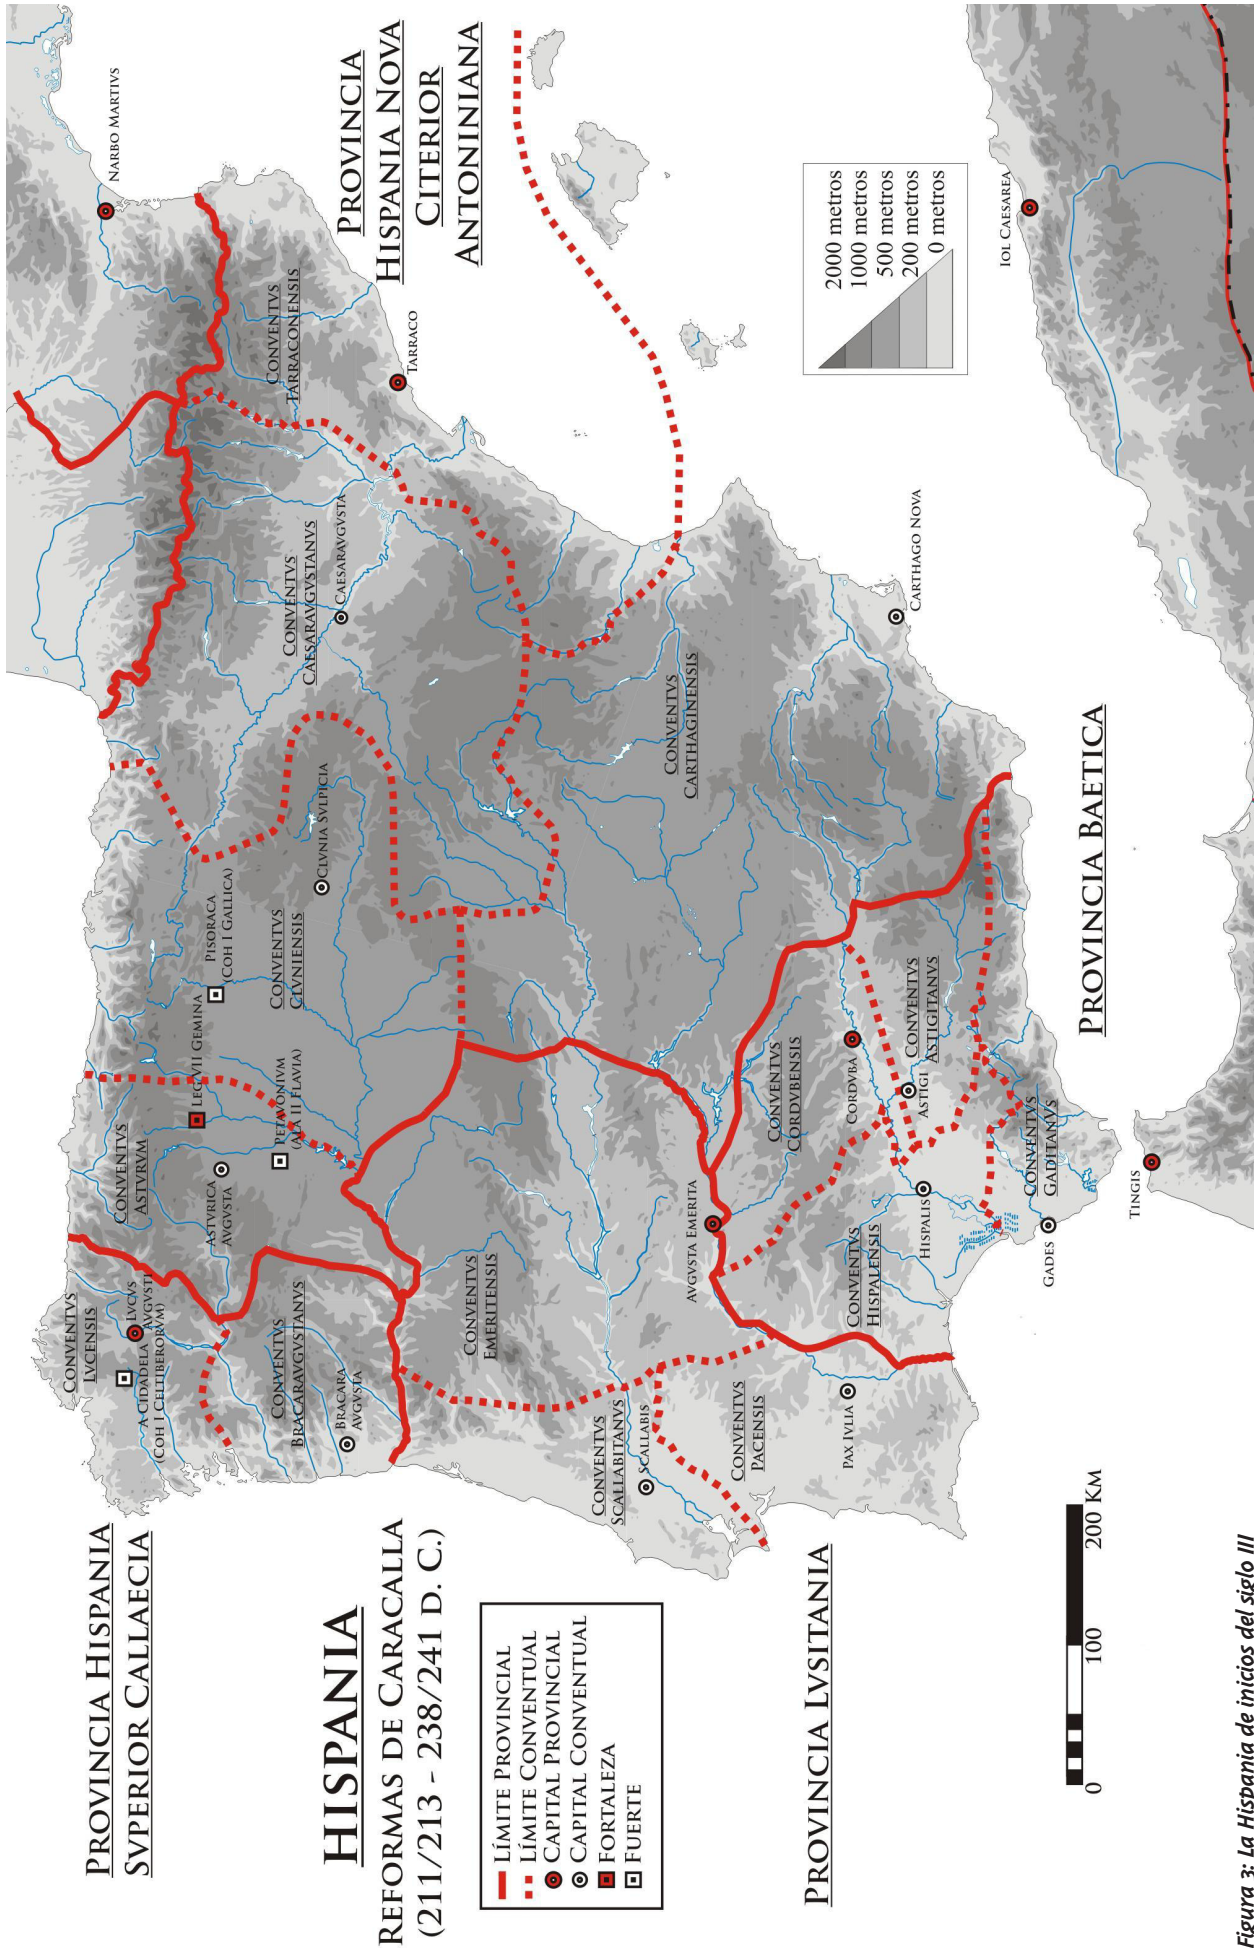 PROVINCIA HISPANIA
SVPERIOR CALLAECIA
HISPANIA
REFORMAS DE CARACALLA
(211/213 - 238/241 D. C.)
LÍMITE PROVINCIAL
LÍMITE CONVENTUAL
CAPITAL PROVINCIAL
CAPITAL CONVENTUAL
FORTALEZA
FUERTE
PROVINCIA LVSITANIA
0 100 200 KM
Figura 3: La Hispania de inicios del siglo III
CONVENTVS
LVCENSIS
LVCVS
AVGVSTI
A CIDADELA
(COH I CELTIBERORVM)
CONVENTVS
BRACARAVGVSTANVS
BRACARA
AVGVSTA
CONVENTVS
ASTVRVM
LEG VII GEMINA
ASTVRICA
AVGVSTA
PETAVONIVM
(ALA II FLAVIA)
PISORACA
(COH I GALLICA)
CONVENTVS
CLVNIENSIS
CLVNIA SVLPICIA
CONVENTVS
CAESARAVGVSTANVS
CAESARAVGVSTA
CONVENTVS
TARRACONENSIS
TARRACO
NARBO MARTIVS
PROVINCIA
HISPANIA NOVA
CITERIOR
ANTONINIANA
CONVENTVS
EMERITENSIS
CONVENTVS
SCALLABITANVS
SCALLABIS
CONVENTVS
PACENSIS
PAX IVLIA
AVGVSTA EMERITA
CONVENTVS
CARTHAGINENSIS
CARTHAGO NOVA
CONVENTVS
CORDVBENSIS
CORDVBA
CONVENTVS
ASTIGITANVS
ASTIGI
CONVENTVS
HISPALENSIS
HISPALIS
CONVENTVS
GADITANVS
GADES
PROVINCIA BAETICA
TINGIS
IOL CAESAREA
2000 metros
1000 metros
500 metros
200 metros
0 metros